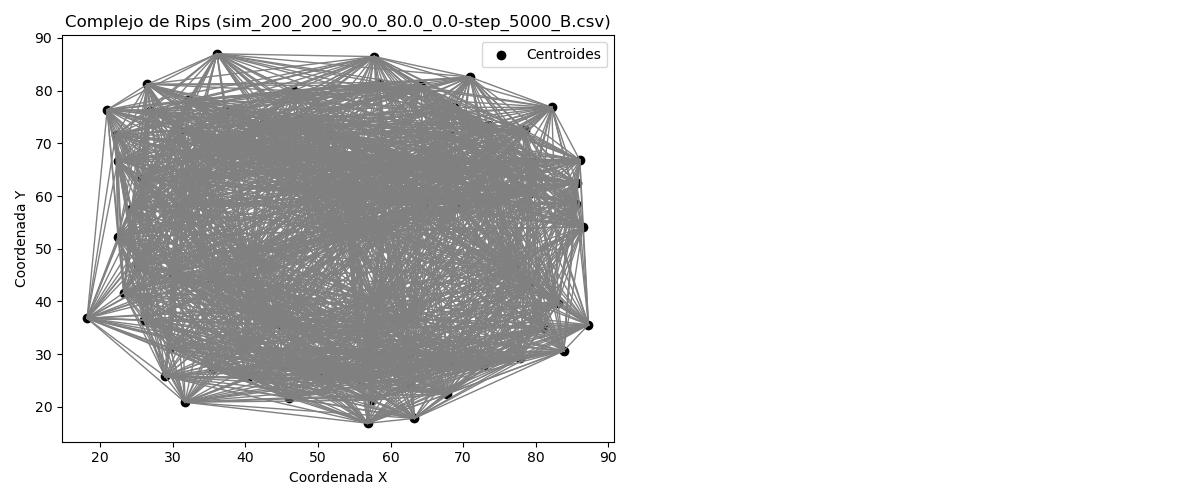 Complejo de Rips (sim_200_200_90.0_80.0_0.0-step_5000_B.csv)
Centroides
90
80
70
60
50
40
30
20
Coordenada Y
20 30 40 50 60 70 80 90
Coordenada X